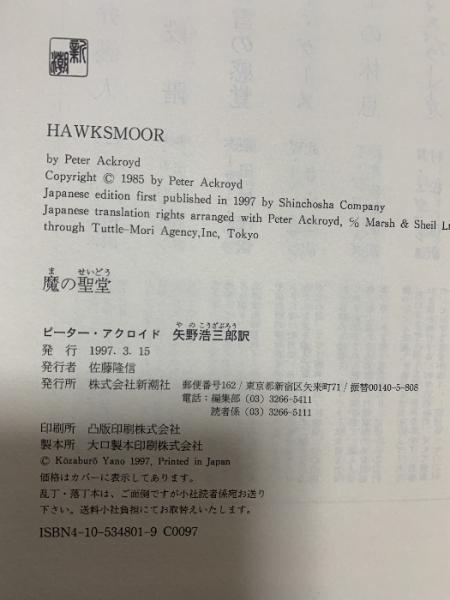 新潮
HAWKSMOOR
by Peter Ackroyd
Copyright © 1985 by Peter Ackroyd
Japanese edition first published in 1997 by Shinchosha Company
Japanese translation rights arranged with Peter Ackroyd, ℅ Marsh & Sheil
through Tuttle-Mori Agency,Inc, Tokyo
ま せいどう
魔の聖堂
やの こうざぶろう
ピーター・アクロイド 矢野浩三郎訳
発 行 1997. 3. 15
発行者 佐藤隆信
発行所 株式会社新潮社 郵便番号162/東京都新宿区矢来町71/振替00140-5-808
電話・編集部(03) 3266-5411
読者係(03) 3266-5111
印刷所 凸版印刷株式会社
製本所 大口製本印刷株式会社
© Kōzaburō Yano 1997, Printed in Japan
価格はカバーに表示してあります。
乱丁・落丁本は、ご面倒ですが小社読者係宛お送り
下さい。送料小社負担にてお取替えいたします。
ISBN4-10-534801-9 C0097